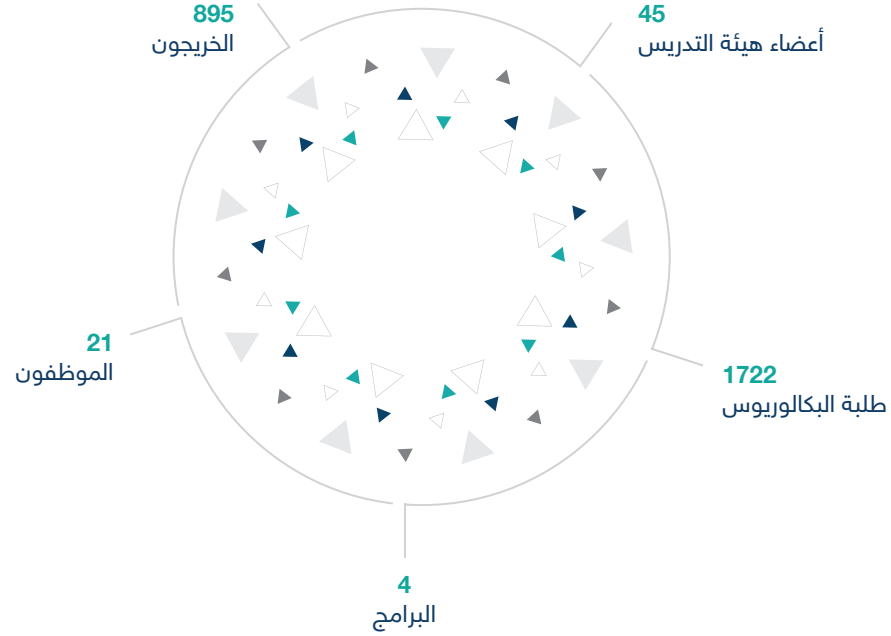 45
أعضاء هيئة التدريس
895
الخريجون
1722
طلبة البكالوريوس
21
الموظفون
4
البرامج